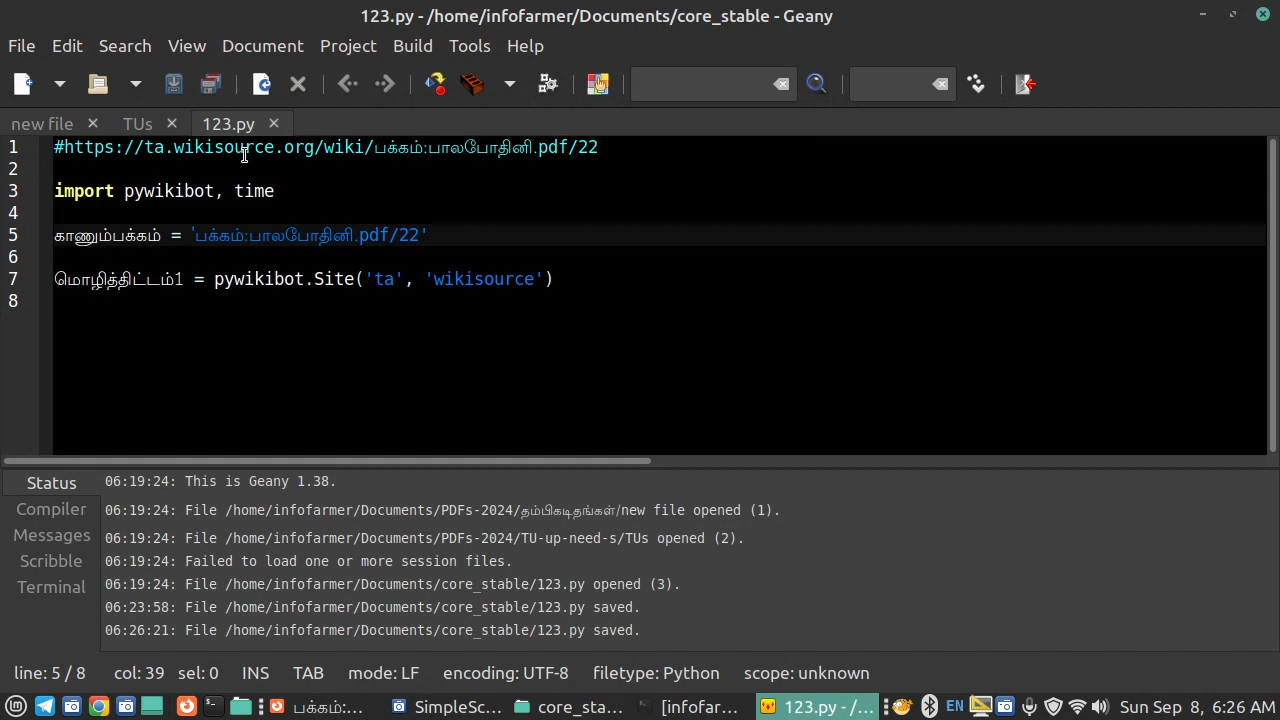 123.py - /home/infofarmer/Documents/core_stable - Geany
File Edit Search View Document Project Build Tools Help
new file TUs 123.py
1 #https://ta.wikisource.org/wiki/பக்கம்:பாலபோதினி.pdf/22
2
3 import pywikibot, time
4
5 காணும்பக்கம் = 'பக்கம்:பாலபோதினி.pdf/22'
6
7 மொழித்திட்டம்1 = pywikibot.Site('ta', 'wikisource')
8
Status
Compiler
Messages
Scribble
Terminal
06:19:24: This is Geany 1.38.
06:19:24: File /home/infofarmer/Documents/PDFs-2024/தம்பிகடிதங்கள்/new file opened (1).
06:19:24: File /home/infofarmer/Documents/PDFs-2024/TU-up-need-s/TUs opened (2).
06:19:24: Failed to load one or more session files.
06:19:24: File /home/infofarmer/Documents/core_stable/123.py opened (3).
06:23:58: File /home/infofarmer/Documents/core_stable/123.py saved.
06:26:21: File /home/infofarmer/Documents/core_stable/123.py saved.
line: 5 / 8 col: 39 sel: 0 INS TAB mode: LF encoding: UTF-8 filetype: Python scope: unknown
பக்கம்:... SimpleSc... core_sta... [infofar... 123.py - /... EN Sun Sep 8, 6:26 AM